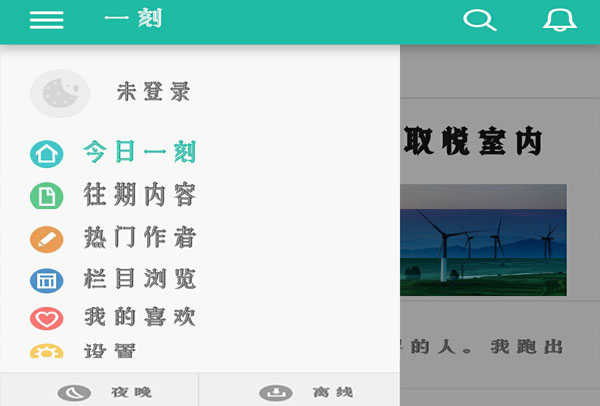 一刻
未登录
今日一刻
取悦室内
往期内容
热门作者
栏目浏览
我的喜欢
的人。我跑出
设置
夜晚
离线